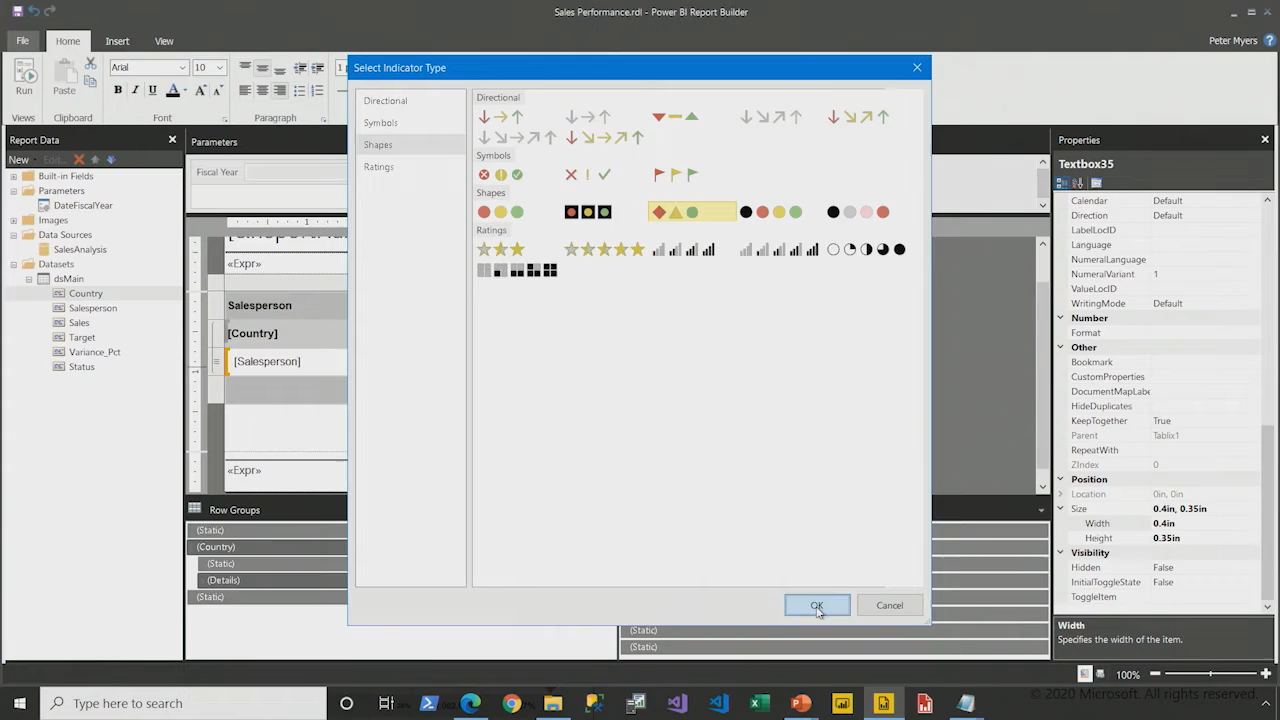 Sales Performance.rdl - Power BI Report Builder
File
Home
Insert
View
Peter Myers
Run
Paste
Arial
10
B I U A A A
1
Views
Clipboard
Font
Paragraph
Report Data
New
Edit...
Built-in Fields
Parameters
DateFiscalYear
Images
Data Sources
SalesAnalysis
Datasets
dsMain
Country
Salesperson
Sales
Target
Variance_Pct
Status
Parameters
Fiscal Year
«Expr»
Salesperson
[Country]
[Salesperson]
«Expr»
Row Groups
(Static)
(Country)
(Static)
(Details)
(Static)
(Static)
(Static)
Select Indicator Type
Directional
Symbols
Shapes
Ratings
Directional
Symbols
Shapes
Ratings
OK
Cancel
Properties
Textbox35
Calendar Default
Direction Default
LabelLocID
Language
NumeralLanguage
NumeralVariant 1
ValueLocID
WritingMode Default
Number
Format
Other
Bookmark
CustomProperties
DocumentMapLabe
HideDuplicates
KeepTogether True
Parent Tablix1
RepeatWith
ZIndex 0
Position
Location 0in, 0in
Size 0.4in, 0.35in
Width 0.4in
Height 0.35in
Visibility
Hidden False
InitialToggleState False
ToggleItem
Width
Specifies the width of the item.
100%
Type here to search
© 2020 Microsoft. All rights reserved.